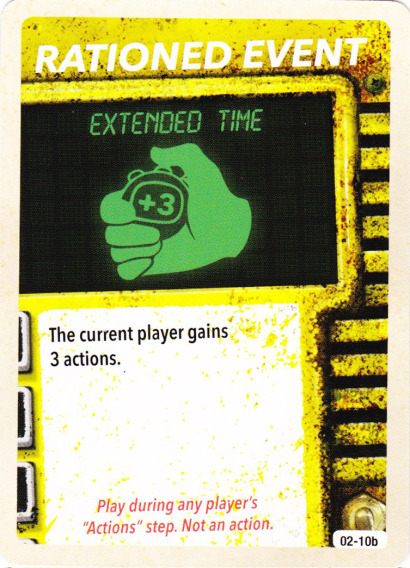 RATIONED EVENT
EXTENDED TIME
+3
The current player gains
3 actions.
Play during any player's
"Actions" step. Not an action.
02-10b